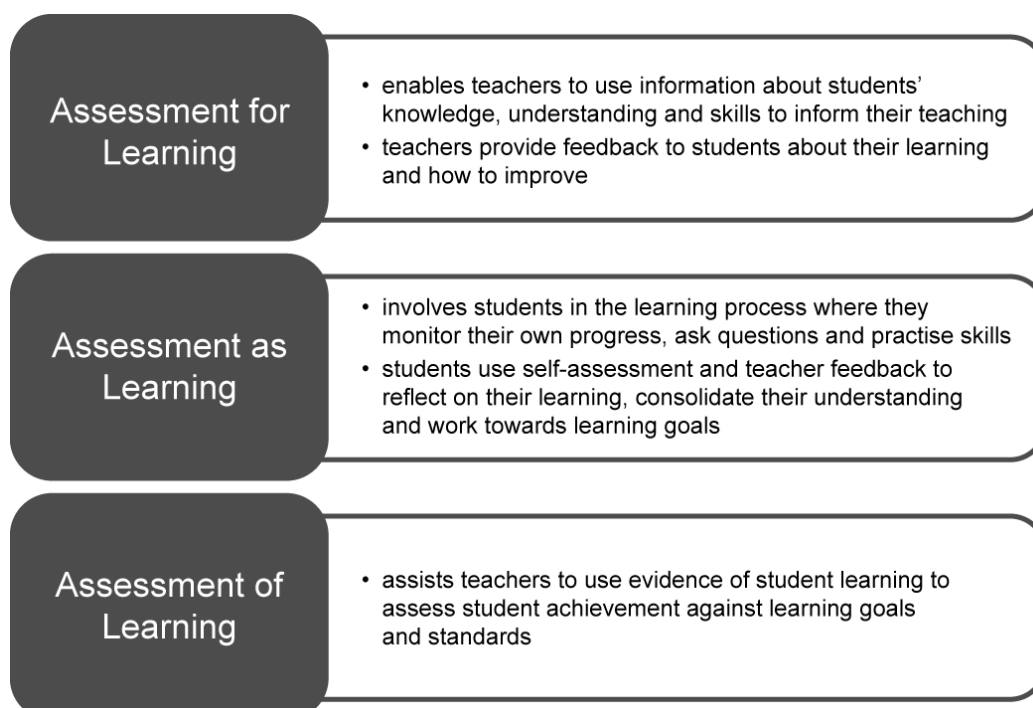 Assessment for
Learning
• enables teachers to use information about students’
knowledge, understanding and skills to inform their teaching
• teachers provide feedback to students about their learning
and how to improve
Assessment as
Learning
• involves students in the learning process where they
monitor their own progress, ask questions and practise skills
• students use self-assessment and teacher feedback to
reflect on their learning, consolidate their understanding
and work towards learning goals
Assessment of
Learning
• assists teachers to use evidence of student learning to
assess student achievement against learning goals
and standards